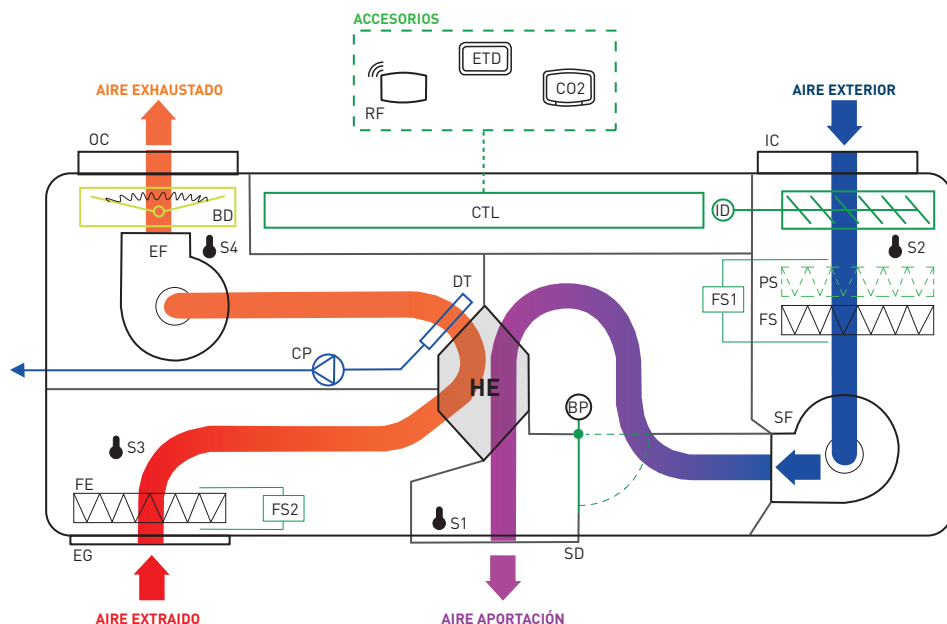 ACCESORIOS
ETD
CO2
RF
AIRE EXHAUSTADO
AIRE EXTERIOR
OC
IC
BD
CTL
ID
EF
S4
S2
DT
PS
FS1
FS
CP
HE
BP
SF
S3
FE
FS2
S1
EG
SD
AIRE EXTRAIDO
AIRE APORTACIÓN